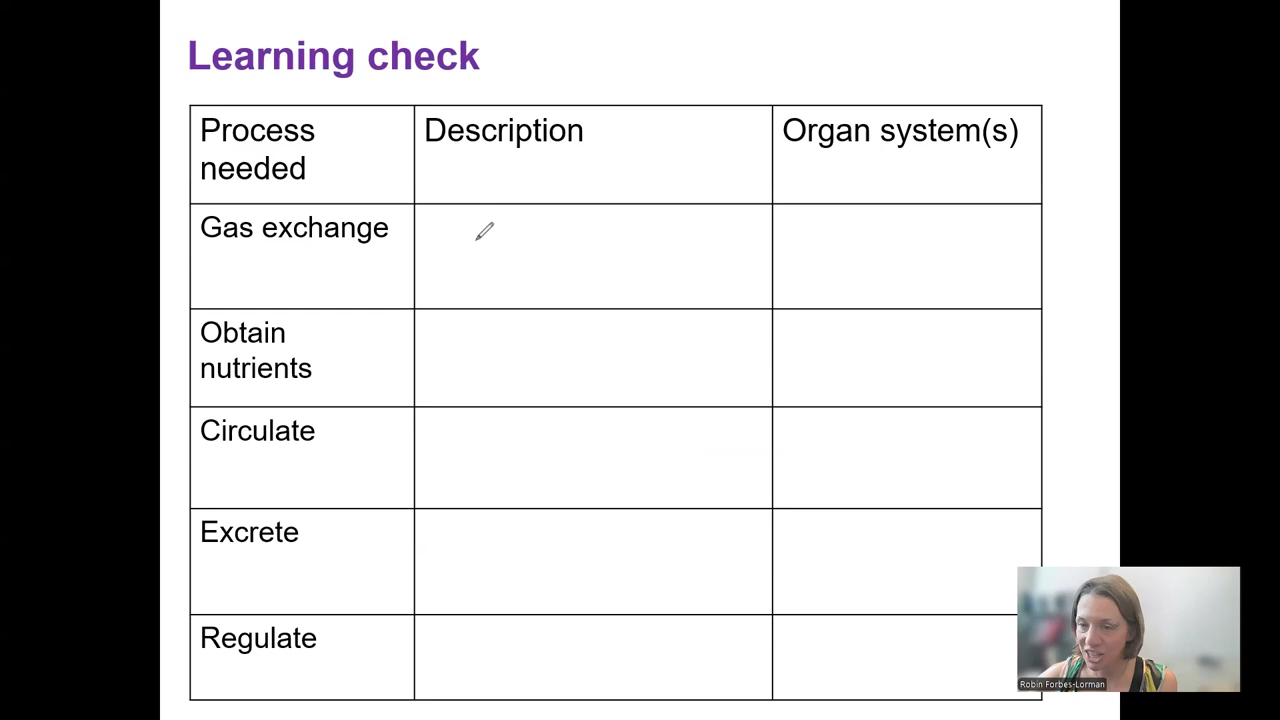 Learning check
Process
needed
Description
Organ system(s)
Gas exchange
Obtain
nutrients
Circulate
Excrete
Regulate
Robin Forbes-Lorman